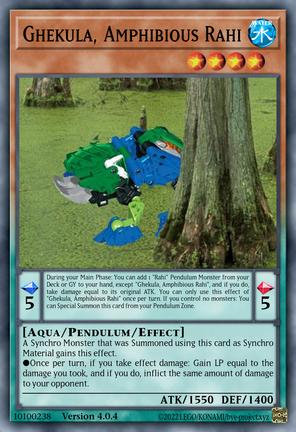 Ghekula, Amphibious Rahi
WATER
水
During your Main Phase: You can add 1 "Rahi" Pendulum Monster from your
Deck or GY to your hand, except "Ghekula, Amphibious Rahi", and if you do,
take damage equal to its original ATK. You can only use this effect of
"Ghekula, Amphibious Rahi" once per turn. If you control no monsters: You
can Special Summon this card from your Pendulum Zone.
5
5
[Aqua/Pendulum/Effect]
A Synchro Monster that was Summoned using this card as Synchro
Material gains this effect.
●Once per turn, if you take effect damage: Gain LP equal to the
damage you took, and if you do, inflict the same amount of damage
to your opponent.
ATK/1550 DEF/1400
10100238 Version 4.0.4 ©2022LEGO/KONAMI/bye-project.xyz